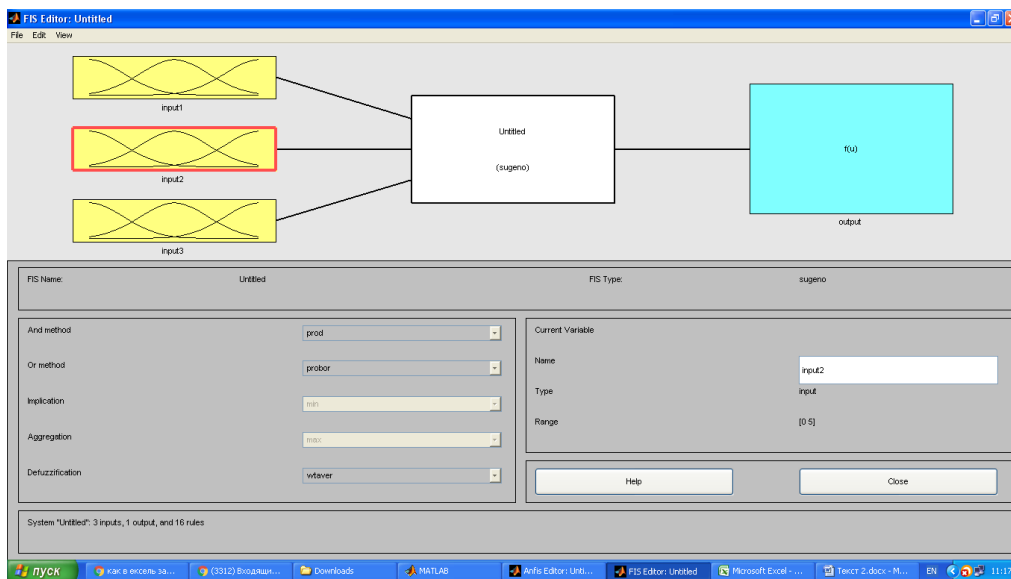 FIS Editor: Untitled
File Edit View
input1
input2
input3
Untitled
(sugeno)
f(u)
output
FIS Name: Untitled FIS Type: sugeno
And method prod
Or method probor
Implication min
Aggregation max
Defuzzification wtaver
Current Variable
Name input2
Type input
Range [0 5]
Help Close
System "Untitled": 3 inputs, 1 output, and 16 rules
пуск как в ексель за... (3312) Входящи... Downloads MATLAB Anfis Editor: Unti... FIS Editor: Untitled Microsoft Excel - ... Текст 2.docx - M... EN 11:17